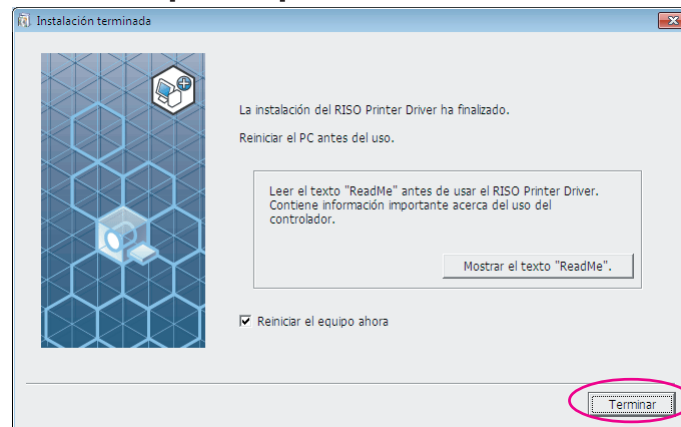 Instalación terminada
La instalación del RISO Printer Driver ha finalizado.
Reiniciar el PC antes del uso.
Leer el texto "ReadMe" antes de usar el RISO Printer Driver.
Contiene información importante acerca del uso del
controlador.
Mostrar el texto "ReadMe".
Reiniciar el equipo ahora
Terminar